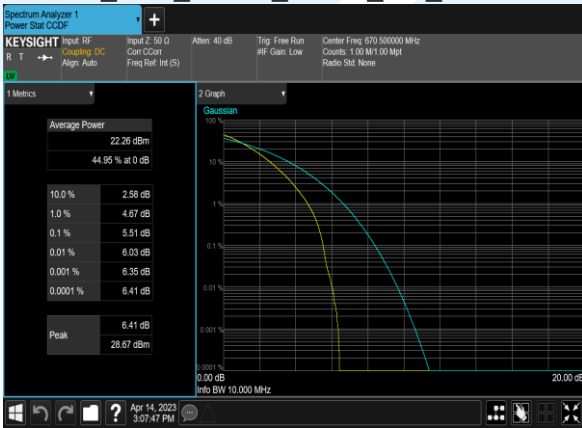 Spectrum Analyzer 1
Power Stat CCDF
+
KEYSIGHT
R T
LXI
Input: RF
Coupling: DC
Align: Auto
Input Z: 50 Ω
Corr CCorr
Freq Ref: Int (S)
Atten: 40 dB
Trig: Free Run
#IF Gain: Low
Center Freq: 670.500000 MHz
Counts: 1.00 M/1.00 Mpt
Radio Std: None
1 Metrics
Average Power
22.26 dBm
44.95 % at 0 dB
10.0 % 2.58 dB
1.0 % 4.67 dB
0.1 % 5.51 dB
0.01 % 6.03 dB
0.001 % 6.35 dB
0.0001 % 6.41 dB
Peak
6.41 dB
28.67 dBm
2 Graph
Gaussian
100 %
10 %
1 %
0.1 %
0.01 %
0.001 %
0.0001 %
0.00 dB
20.00 dB
Info BW 10.000 MHz
?
Apr 14, 2023
3:07:47 PM